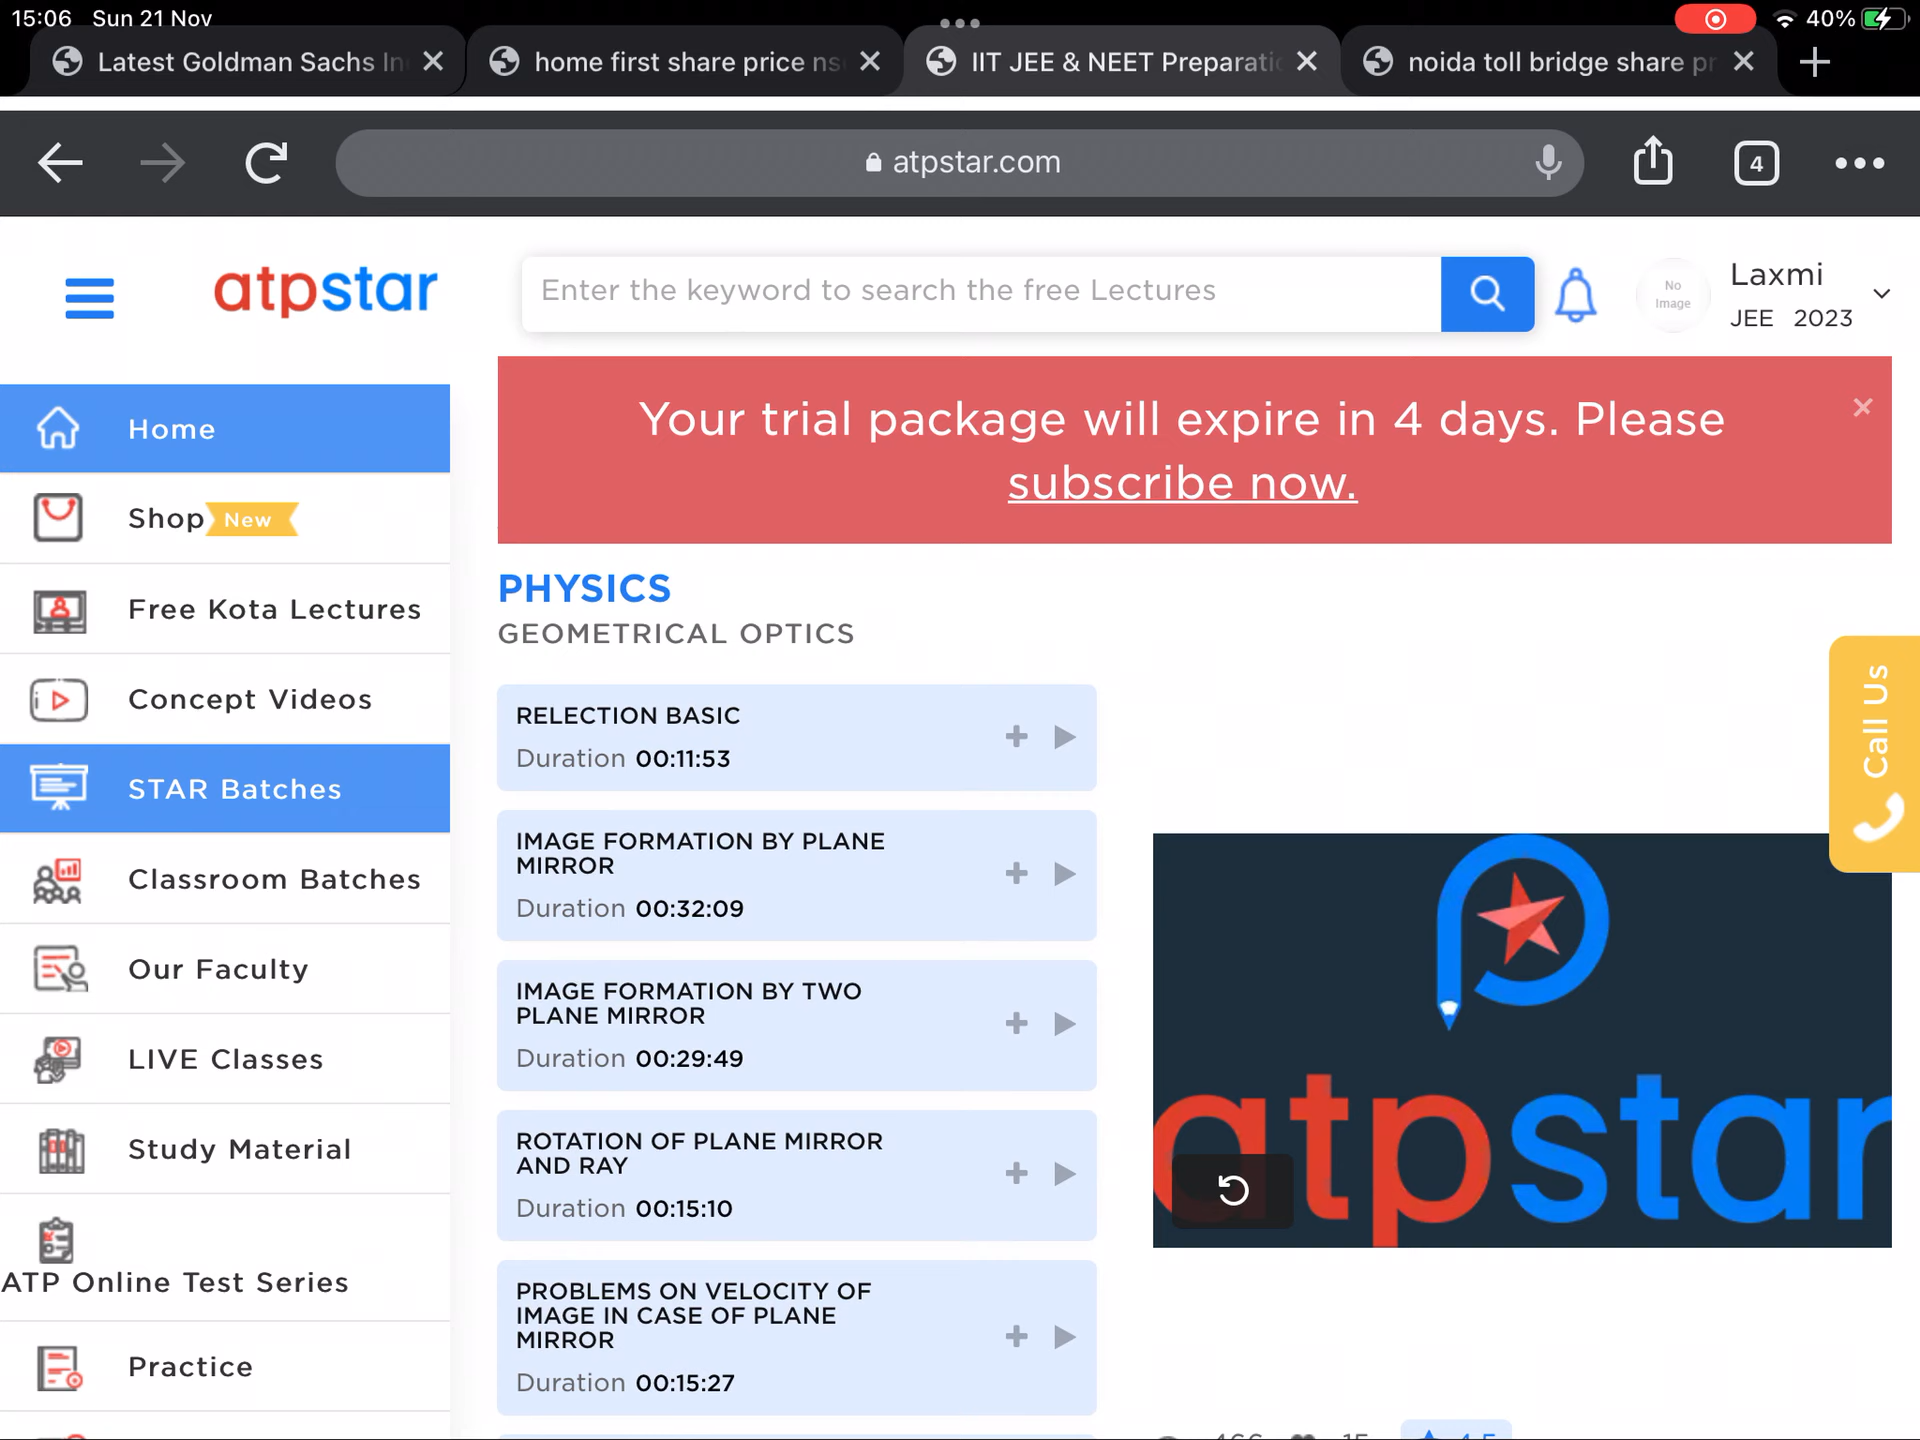 15:06 Sun 21 Nov
40%
Latest Goldman Sachs In
home first share price ns
IIT JEE & NEET Preparati
noida toll bridge share pr
atpstar.com
4
atpstar
Enter the keyword to search the free Lectures
No
Image
Laxmi
JEE 2023
Home
Shop New
Free Kota Lectures
Concept Videos
STAR Batches
Classroom Batches
Our Faculty
LIVE Classes
Study Material
ATP Online Test Series
Practice
Your trial package will expire in 4 days. Please
subscribe now.
PHYSICS
GEOMETRICAL OPTICS
RELECTION BASIC
Duration 00:11:53
IMAGE FORMATION BY PLANE
MIRROR
Duration 00:32:09
IMAGE FORMATION BY TWO
PLANE MIRROR
Duration 00:29:49
ROTATION OF PLANE MIRROR
AND RAY
Duration 00:15:10
PROBLEMS ON VELOCITY OF
IMAGE IN CASE OF PLANE
MIRROR
Duration 00:15:27
Call Us
atpstar